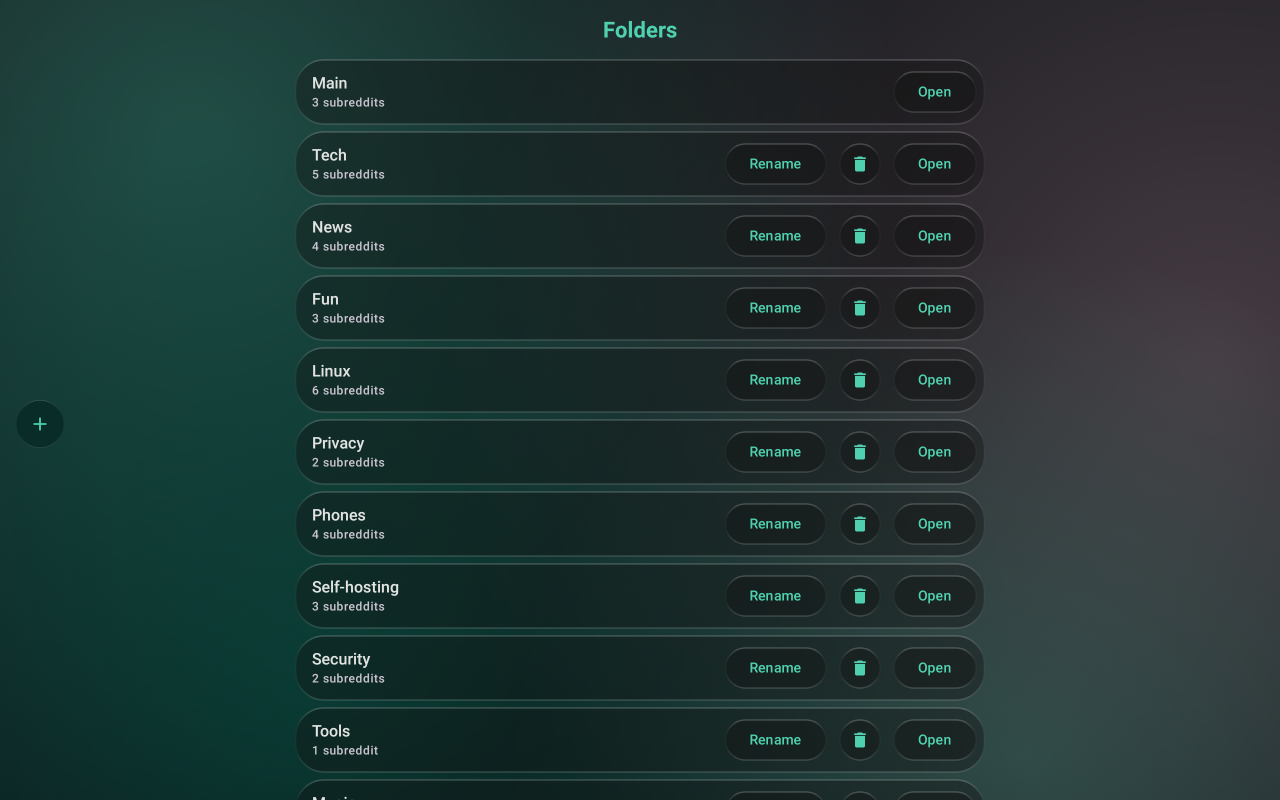 Folders
Main
3 subreddits
Open
Tech
5 subreddits
Rename
Open
News
4 subreddits
Rename
Open
Fun
3 subreddits
Rename
Open
Linux
6 subreddits
Rename
Open
Privacy
2 subreddits
Rename
Open
Phones
4 subreddits
Rename
Open
Self-hosting
3 subreddits
Rename
Open
Security
2 subreddits
Rename
Open
Tools
1 subreddit
Rename
Open